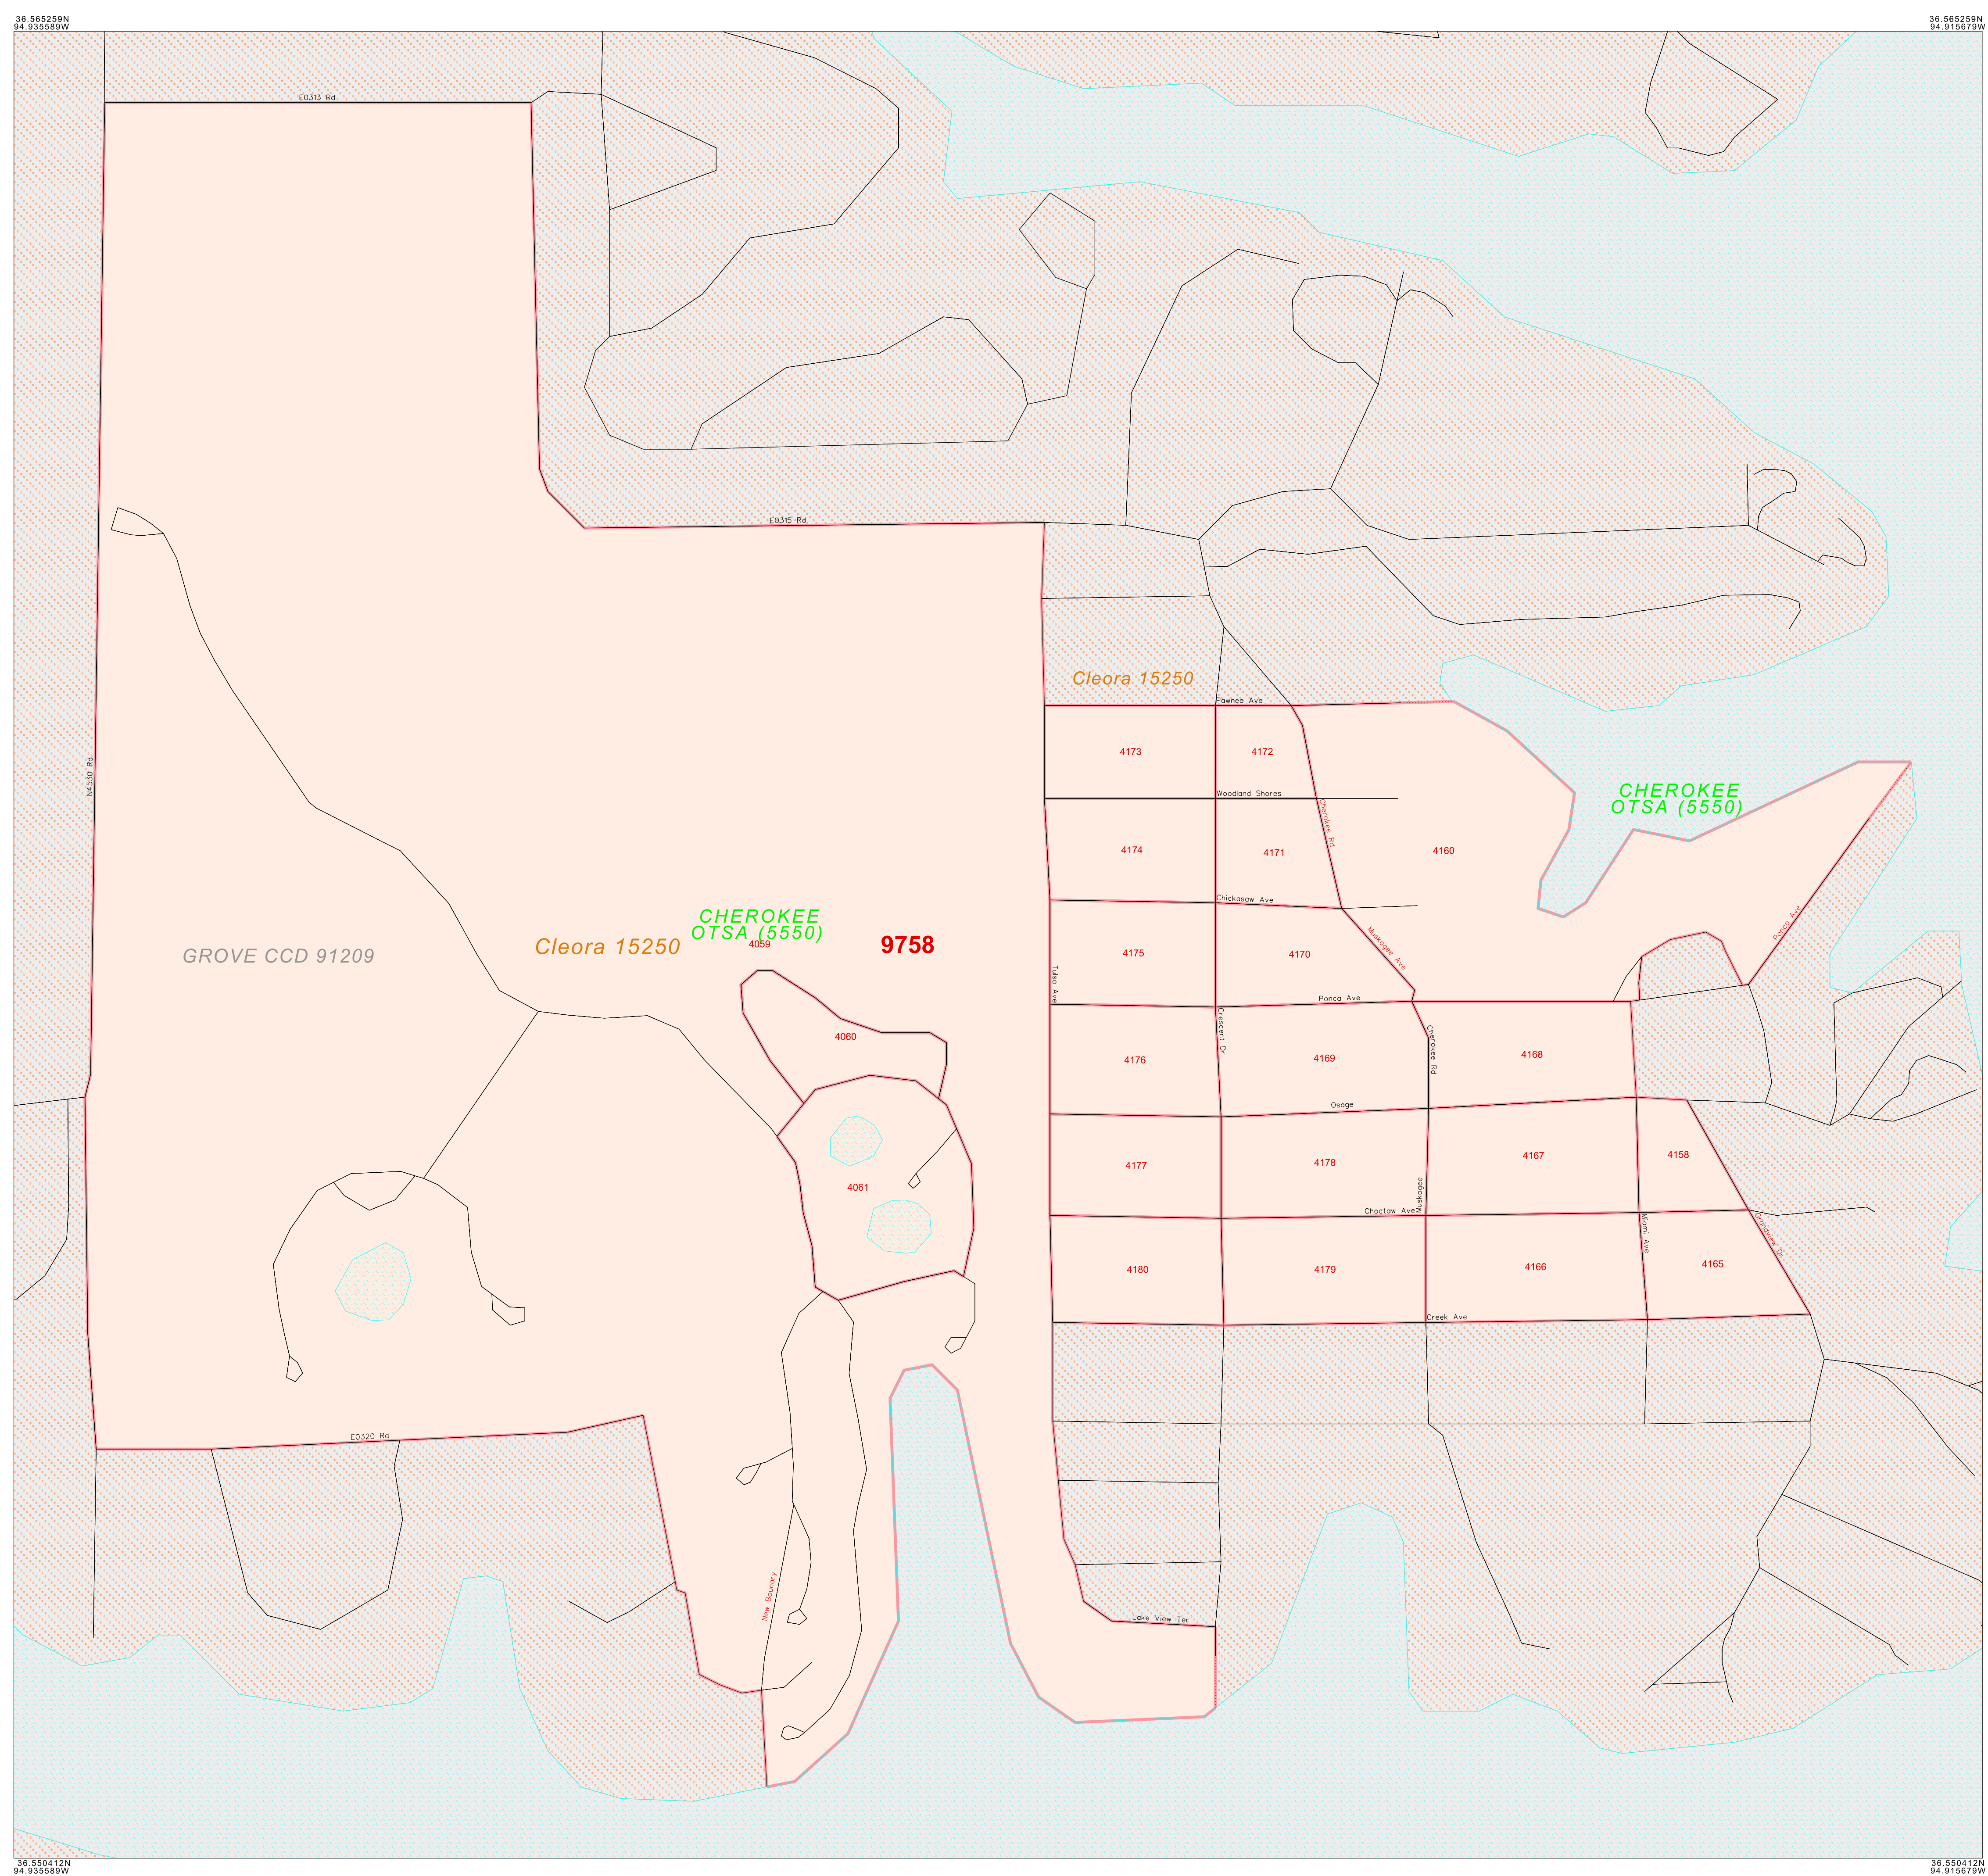 36.565259N
94.935589W
36.565259N
94.915679W
E0313 Rd
E0315 Rd
Cleora 15250
Pawnee Ave
4173
4172
N4530 Rd
Woodland Shores
CHEROKEE
OTSA (5550)
Cherokee Rd
4174
4171
4160
Chickasaw Ave
CHEROKEE
OTSA (5550)
4059
9758
Cleora 15250
GROVE CCD 91209
Muskogee Ave
Ponca Ave
4175
4170
Tulsa Ave
Ponca Ave
Crescent Dr
Cherokee Rd
4060
4176
4169
4168
Osage
4061
4177
4178
4167
4158
Muskogee
Choctaw Ave
Miami Ave
Grandview Dr
4180
4179
4166
4165
Creek Ave
E0320 Rd
New Boundry
Lake View Ter
36.550412N
94.935589W
36.550412N
94.915679W